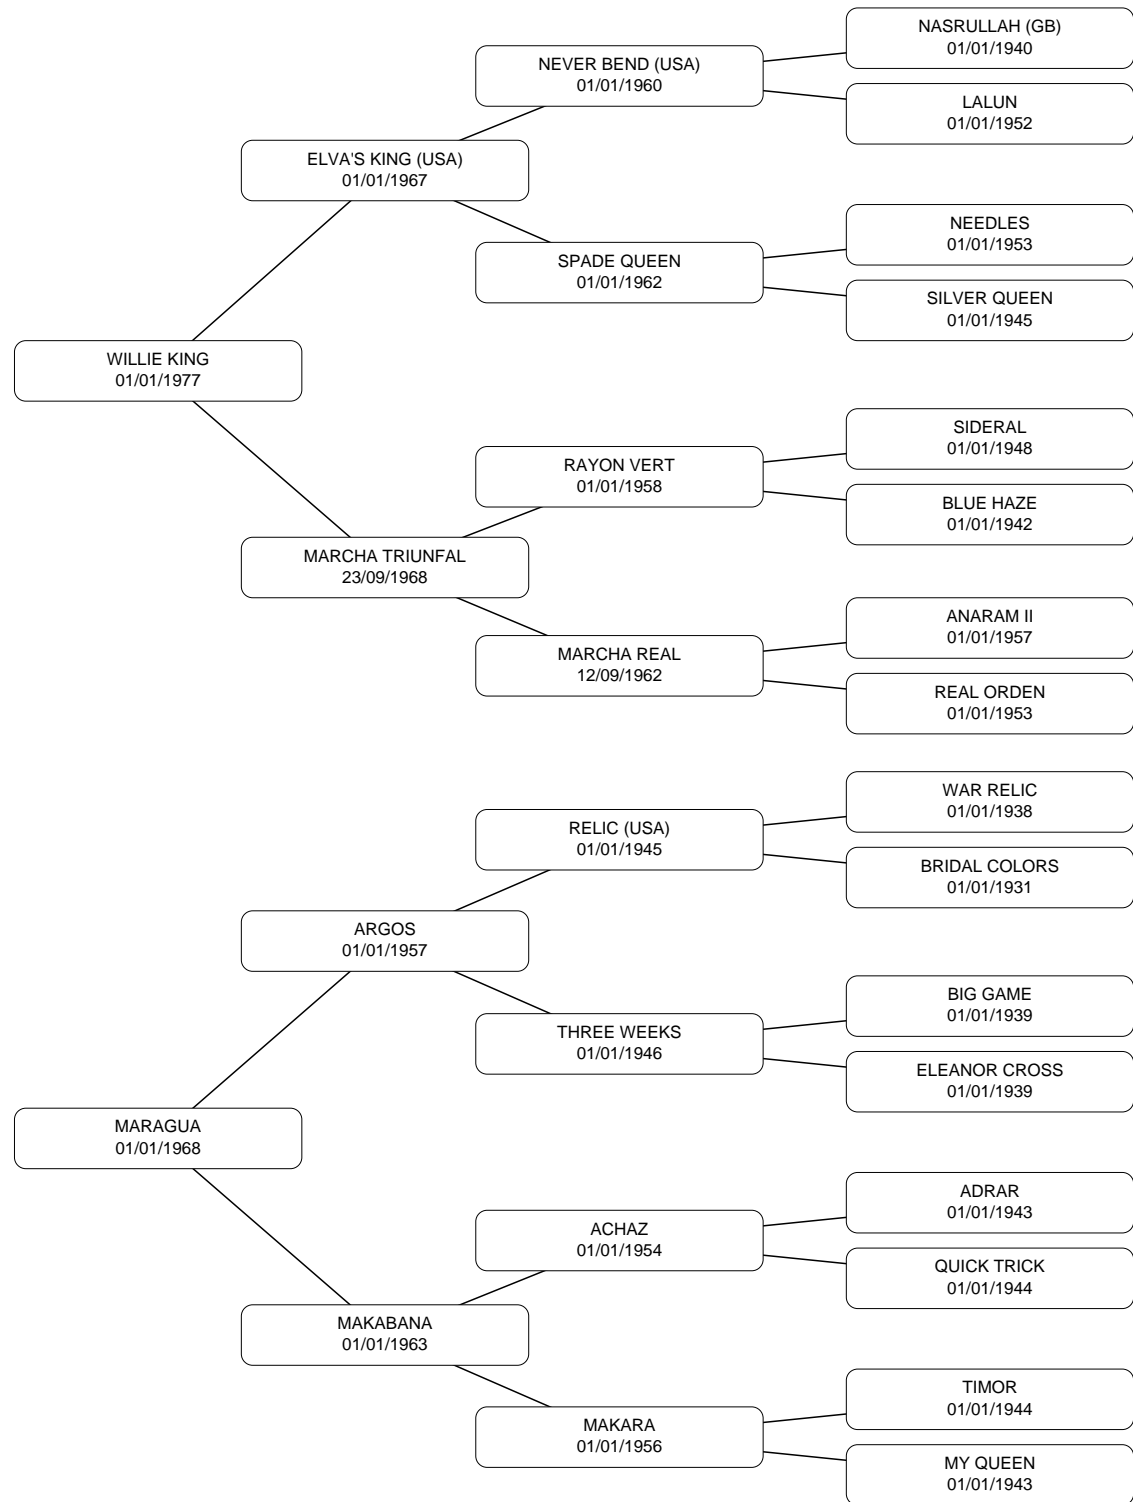 NASRULLAH (GB)
01/01/1940
NEVER BEND (USA)
01/01/1960
LALUN
01/01/1952
ELVA'S KING (USA)
01/01/1967
NEEDLES
01/01/1953
SPADE QUEEN
01/01/1962
SILVER QUEEN
01/01/1945
WILLIE KING
01/01/1977
SIDERAL
01/01/1948
RAYON VERT
01/01/1958
BLUE HAZE
01/01/1942
MARCHA TRIUNFAL
23/09/1968
ANARAM II
01/01/1957
MARCHA REAL
12/09/1962
REAL ORDEN
01/01/1953
WAR RELIC
01/01/1938
RELIC (USA)
01/01/1945
BRIDAL COLORS
01/01/1931
ARGOS
01/01/1957
BIG GAME
01/01/1939
THREE WEEKS
01/01/1946
ELEANOR CROSS
01/01/1939
MARAGUA
01/01/1968
ADRAR
01/01/1943
ACHAZ
01/01/1954
QUICK TRICK
01/01/1944
MAKABANA
01/01/1963
TIMOR
01/01/1944
MAKARA
01/01/1956
MY QUEEN
01/01/1943